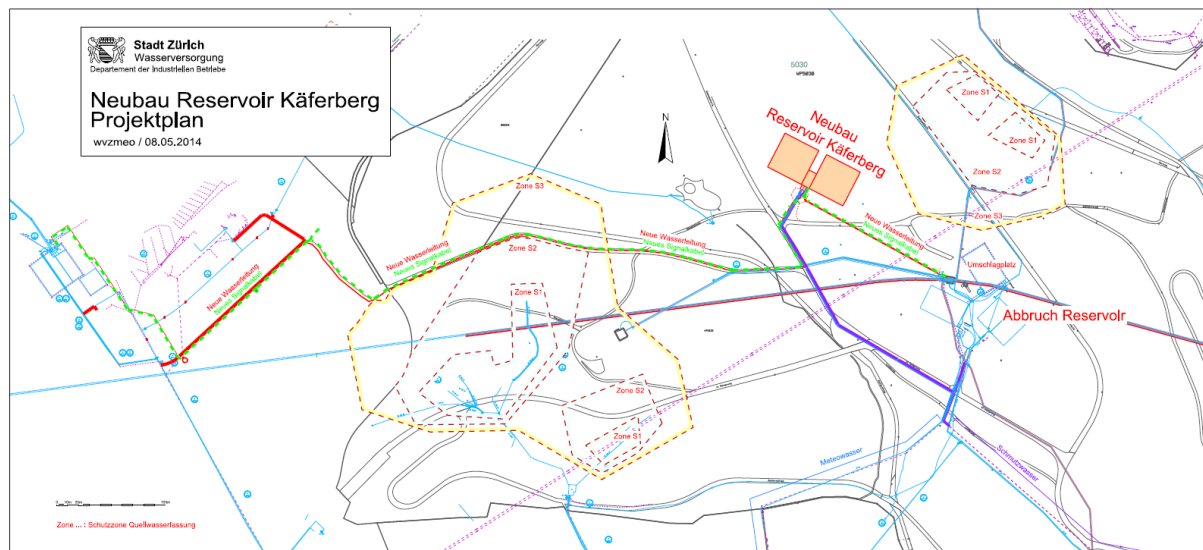 Stadt Zürich
Wasserversorgung
Departement der Industriellen Betriebe
Neubau Reservoir Käferberg
Projektplan
wvzmeo / 08.05.2014
5030
WP5038
Zone S1
Zone S1
Zone S2
Zone S3
Neubau
Reservoir Käferberg
N
Zone S3
Zone S2
Neue Wasserleitung
Neues Signalkabel
Neue Wasserleitung
Neues Signalkabel
Neue Wasserleitung
Neues Signalkabel
Neue Wasserleitung
Neues Signalkabel
Umschlagplatz
Zone S1
Abbruch Reservoir
Zone S2
Zone S1
Meteowasser
Schmutzwasser
Zone ... : Schutzzone Quellwasserfassung